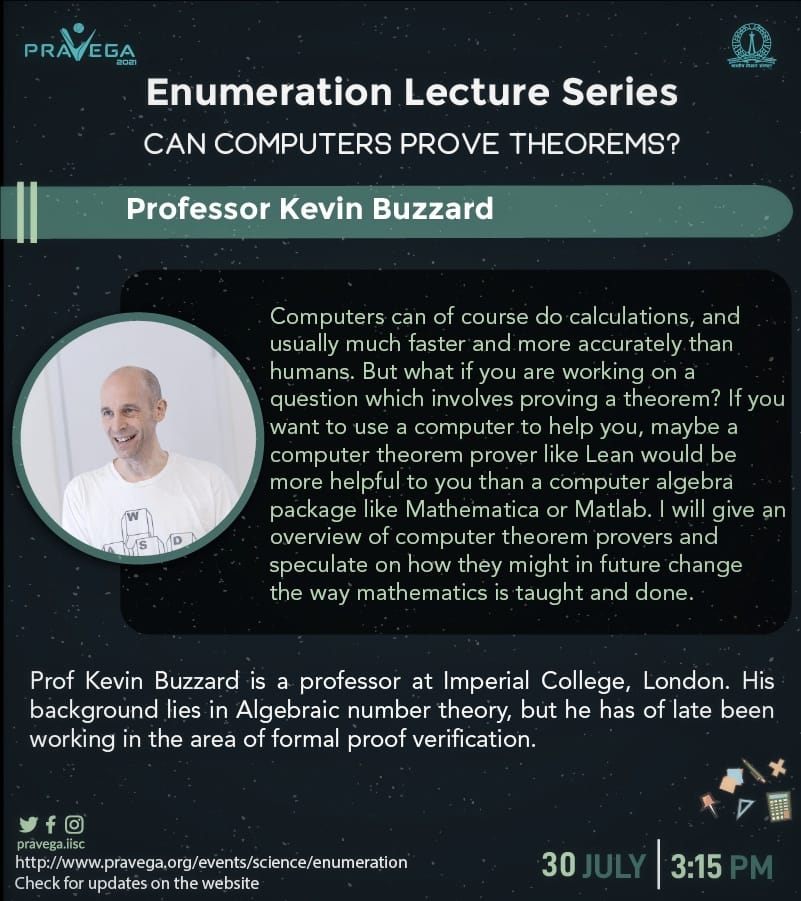 PRAVEGA
2021
Enumeration Lecture Series
CAN COMPUTERS PROVE THEOREMS?
Professor Kevin Buzzard
Computers can of course do calculations, and
usually much faster and more accurately than
humans. But what if you are working on a
question which involves proving a theorem? If you
want to use a computer to help you, maybe a
computer theorem prover like Lean would be
more helpful to you than a computer algebra
package like Mathematica or Matlab. I will give an
overview of computer theorem provers and
speculate on how they might in future change
the way mathematics is taught and done.
W
A S D
Prof Kevin Buzzard is a professor at Imperial College, London. His
background lies in Algebraic number theory, but he has of late been
working in the area of formal proof verification.
pravega.iisc
http://www.pravega.org/events/science/enumeration
Check for updates on the website
30 JULY
3:15 PM